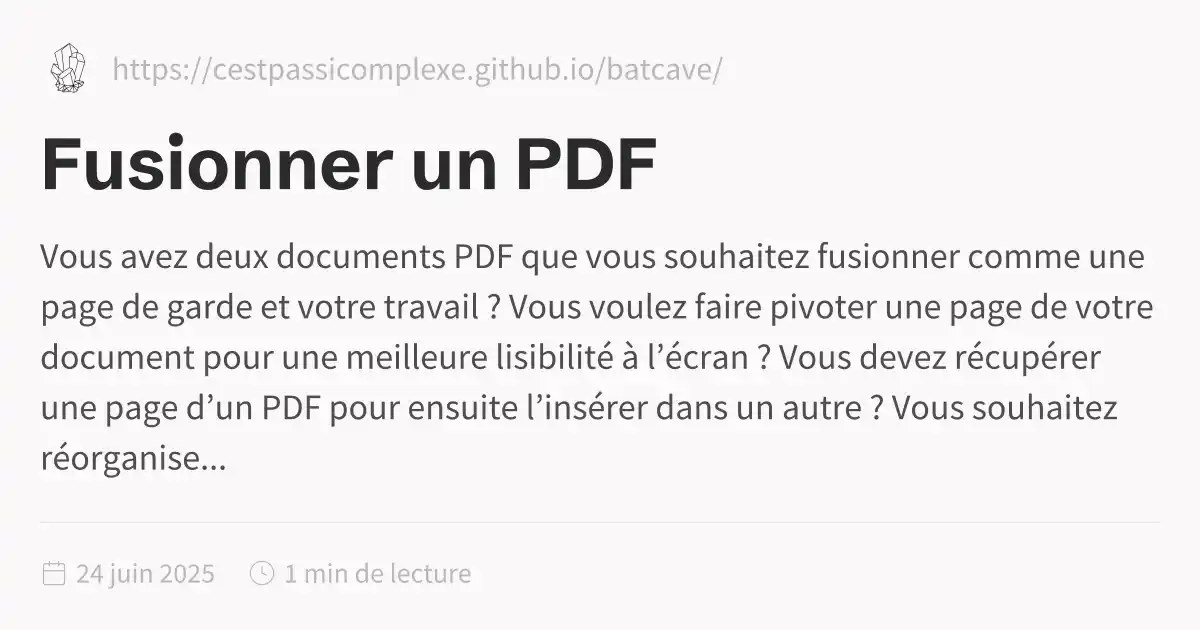 https://cestpassicomplexe.github.io/batcave/
Fusionner un PDF
Vous avez deux documents PDF que vous souhaitez fusionner comme une
page de garde et votre travail ? Vous voulez faire pivoter une page de votre
document pour une meilleure lisibilité à l’écran ? Vous devez récupérer
une page d’un PDF pour ensuite l’insérer dans un autre ? Vous souhaitez
réorganise...
24 juin 2025 1 min de lecture